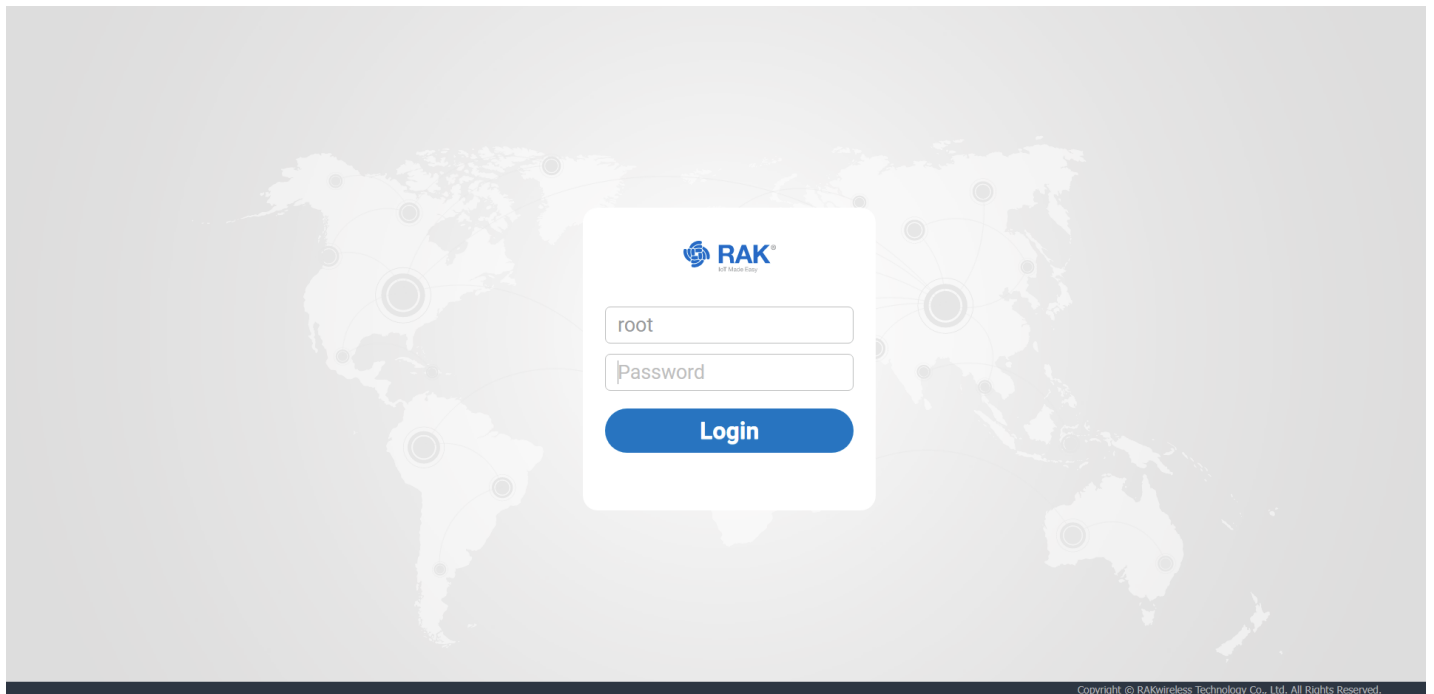 RAK®
IoT Made Easy
root
Password
Login
Copyright © RAKwireless Technology Co., Ltd. All Rights Reserved.